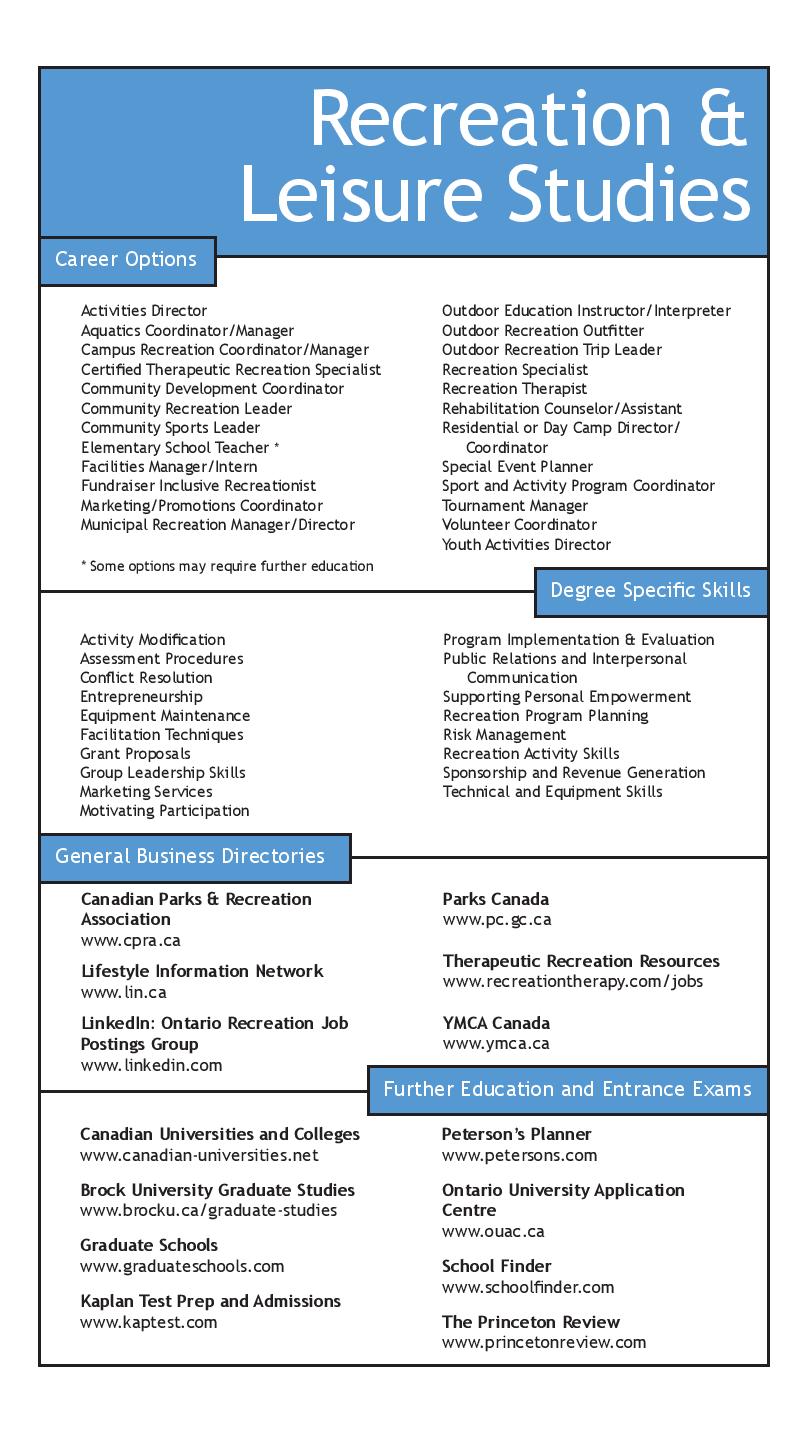 Recreation &
Leisure Studies
Career Options
Activities Director
Aquatics Coordinator/Manager
Campus Recreation Coordinator/Manager
Certified Therapeutic Recreation Specialist
Community Development Coordinator
Community Recreation Leader
Community Sports Leader
Elementary School Teacher *
Facilities Manager/Intern
Fundraiser Inclusive Recreationist
Marketing/Promotions Coordinator
Municipal Recreation Manager/Director
* Some options may require further education
Outdoor Education Instructor/Interpreter
Outdoor Recreation Outfitter
Outdoor Recreation Trip Leader
Recreation Specialist
Recreation Therapist
Rehabilitation Counselor/Assistant
Residential or Day Camp Director/
Coordinator
Special Event Planner
Sport and Activity Program Coordinator
Tournament Manager
Volunteer Coordinator
Youth Activities Director
Degree Specific Skills
Activity Modification
Assessment Procedures
Conflict Resolution
Entrepreneurship
Equipment Maintenance
Facilitation Techniques
Grant Proposals
Group Leadership Skills
Marketing Services
Motivating Participation
Program Implementation & Evaluation
Public Relations and Interpersonal
Communication
Supporting Personal Empowerment
Recreation Program Planning
Risk Management
Recreation Activity Skills
Sponsorship and Revenue Generation
Technical and Equipment Skills
General Business Directories
Canadian Parks & Recreation
Association
www.cpra.ca
Lifestyle Information Network
www.lin.ca
LinkedIn: Ontario Recreation Job
Postings Group
www.linkedin.com
Parks Canada
www.pc.gc.ca
Therapeutic Recreation Resources
www.recreationtherapy.com/jobs
YMCA Canada
www.ymca.ca
Further Education and Entrance Exams
Canadian Universities and Colleges
www.canadian-universities.net
Brock University Graduate Studies
www.brocku.ca/graduate-studies
Graduate Schools
www.graduateschools.com
Kaplan Test Prep and Admissions
www.kaptest.com
Peterson's Planner
www.petersons.com
Ontario University Application
Centre
www.ouac.ca
School Finder
www.schoolfinder.com
The Princeton Review
www.princetonreview.com